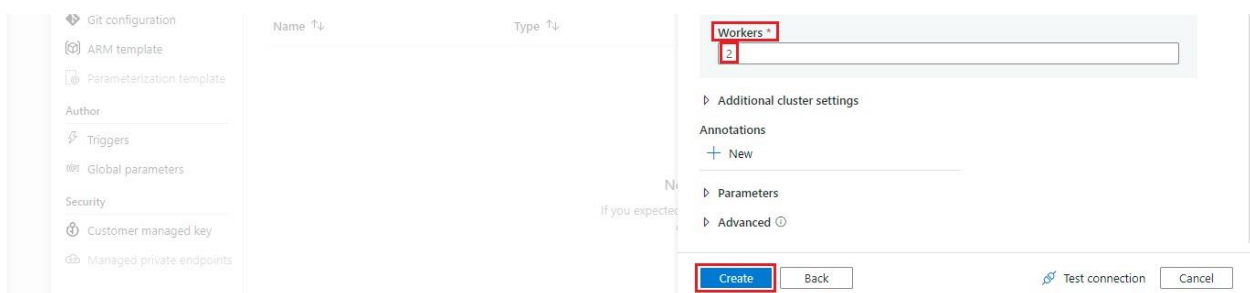 Git configuration
ARM template
Parameterization template
Author
Triggers
Global parameters
Security
Customer managed key
Managed private endpoints
Name
Type
If you expected
Workers *
2
Additional cluster settings
Annotations
New
Parameters
Advanced
Create
Back
Test connection
Cancel